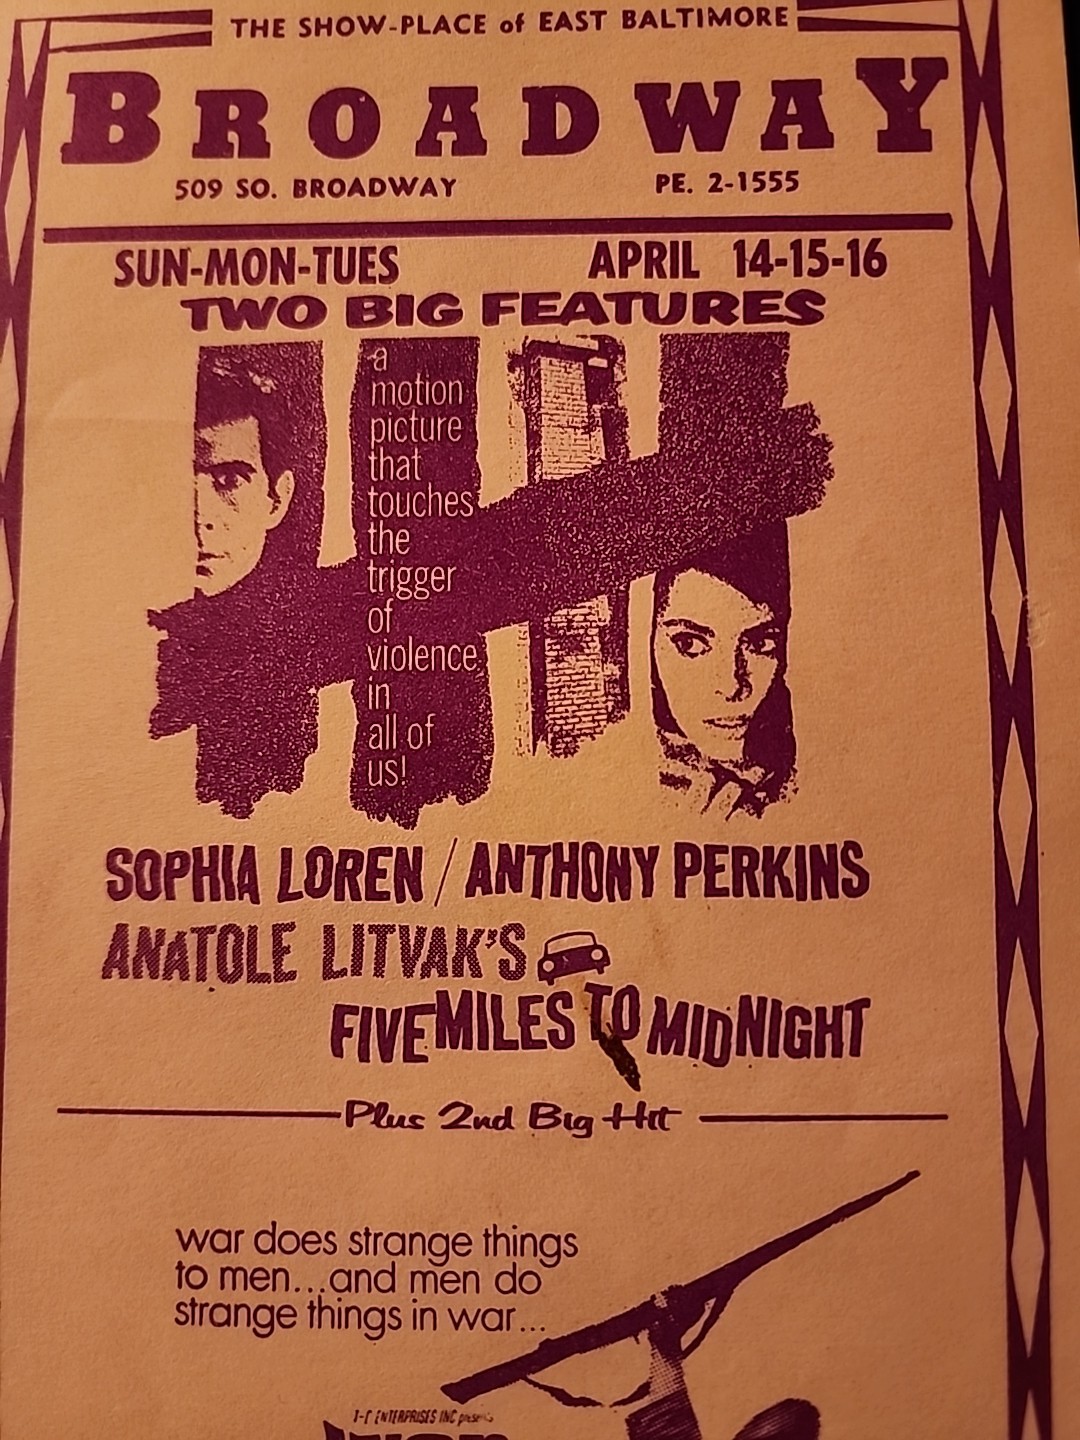 THE SHOW-PLACE of EAST BALTIMORE
BROADWAY
509 SO. BROADWAY PE. 2-1555
SUN-MON-TUES APRIL 14-15-16
TWO BIG FEATURES
a
motion
picture
that
touches
the
trigger
of
violence
in
all of
us!
SOPHIA LOREN / ANTHONY PERKINS
ANATOLE LITVAK'S
FIVE MILES TO MIDNIGHT
Plus 2nd Big Hit
war does strange things
to men...and men do
strange things in war...
ENTERPRISES INC presents